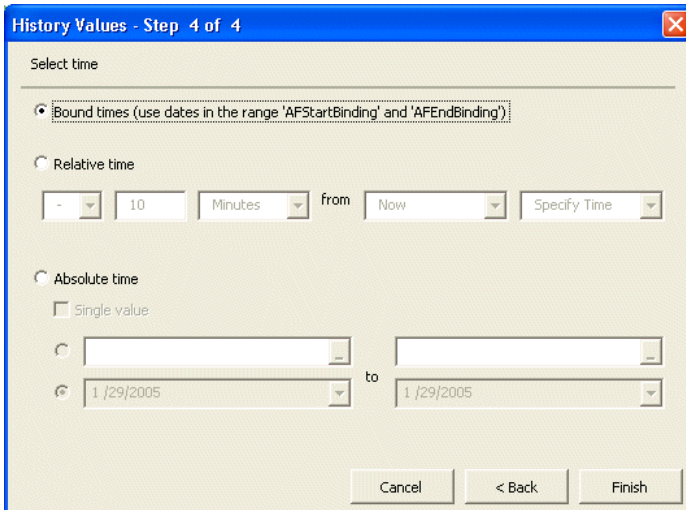 History Values - Step 4 of 4
Select time
Bound times (use dates in the range 'AFStartBinding' and 'AFEndBinding')
Relative time
- 10 Minutes from Now Specify Time
Absolute time
Single value
to
1 /29/2005 1 /29/2005
Cancel < Back Finish